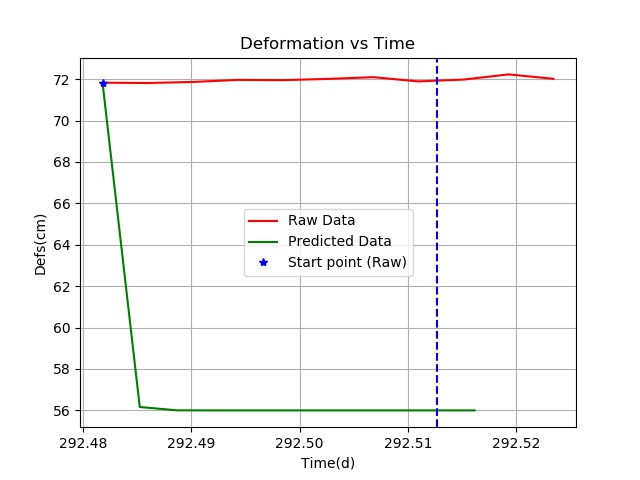 Deformation vs Time
Defs(cm)
72
70
68
66
64
62
60
58
56
Raw Data
Predicted Data
Start point (Raw)
292.48 292.49 292.50 292.51 292.52
Time(d)